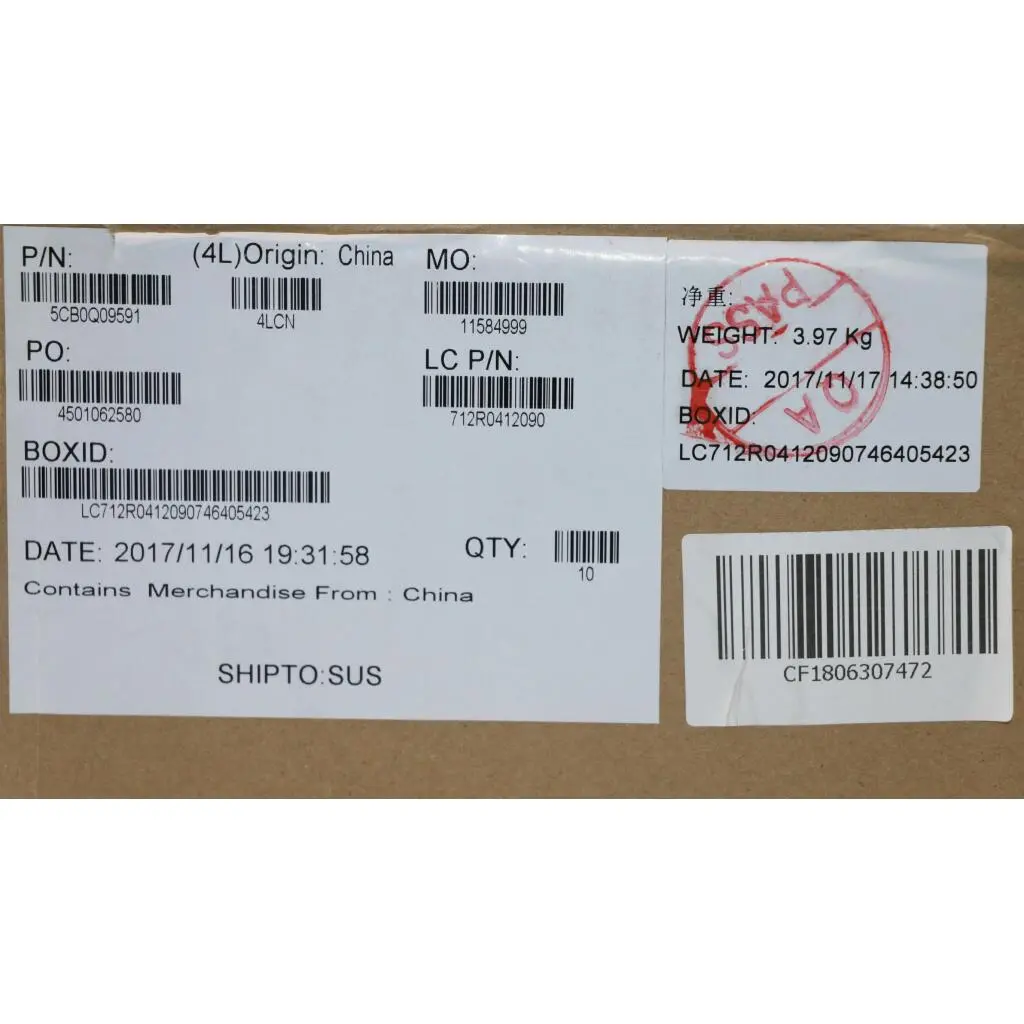 P/N:
(4L)Origin: China
MO:
5CB0Q09591
4LCN
11584999
PO:
LC P/N:
4501062580
712R0412090
BOXID:
LC712R0412090746405423
DATE: 2017/11/16 19:31:58
QTY:
10
Contains Merchandise From : China
SHIPTO:SUS
净重:
WEIGHT: 3.97 Kg
DATE: 2017/11/17 14:38:50
BOXID:
LC712R0412090746405423
PASS
QA
CF1806307472